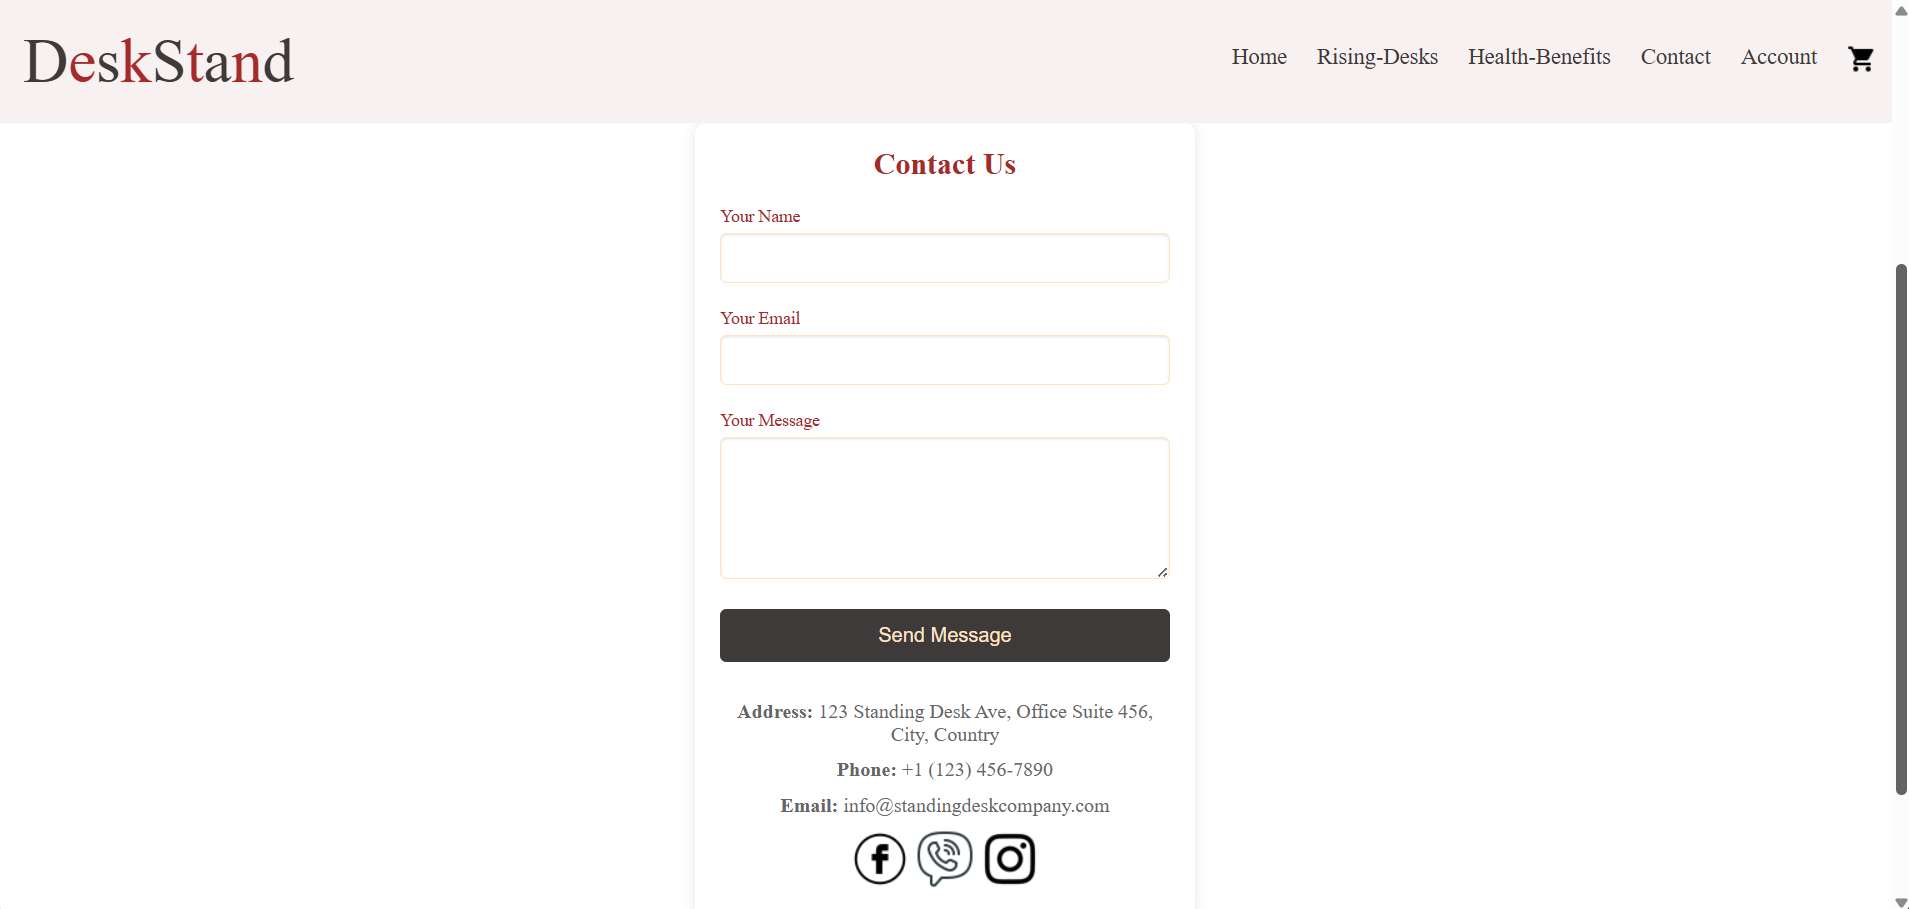 DeskStand
Home Rising-Desks Health-Benefits Contact Account
Contact Us
Your Name
Your Email
Your Message
Send Message
Address: 123 Standing Desk Ave, Office Suite 456,
City, Country
Phone: +1 (123) 456-7890
Email: info@standingdeskcompany.com